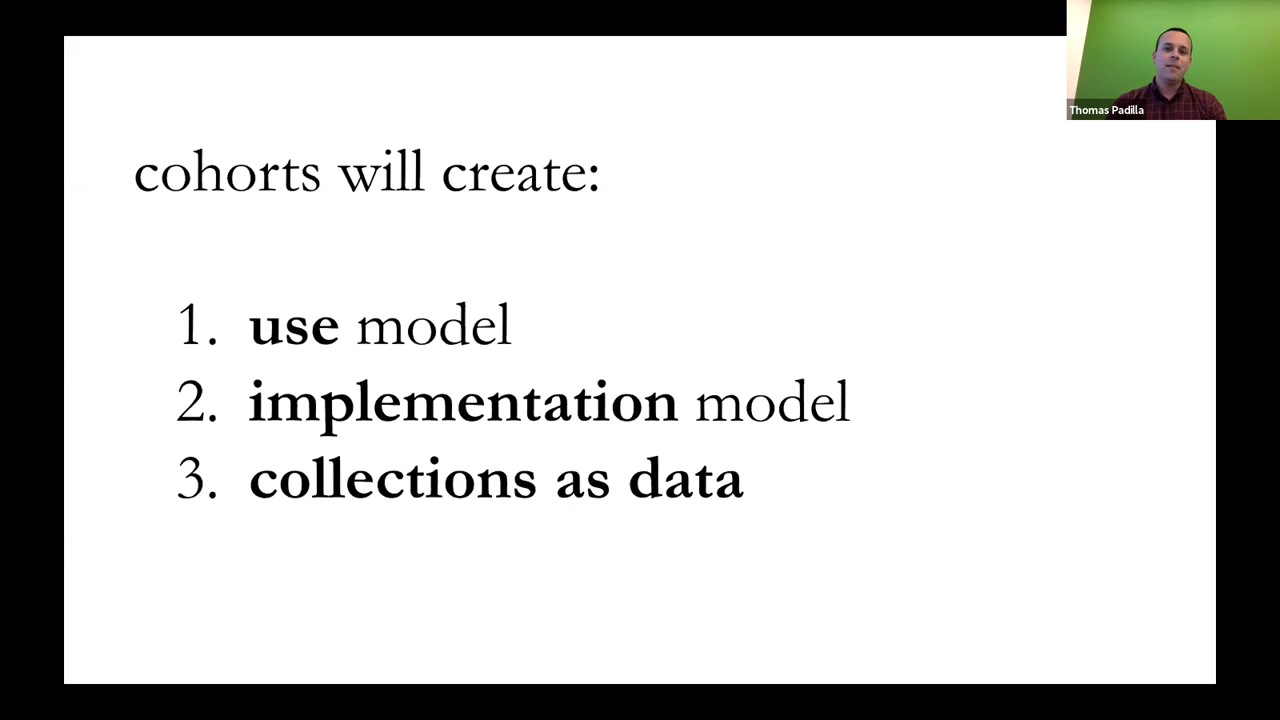 Thomas Padilla
cohorts will create:
1. use model
2. implementation model
3. collections as data